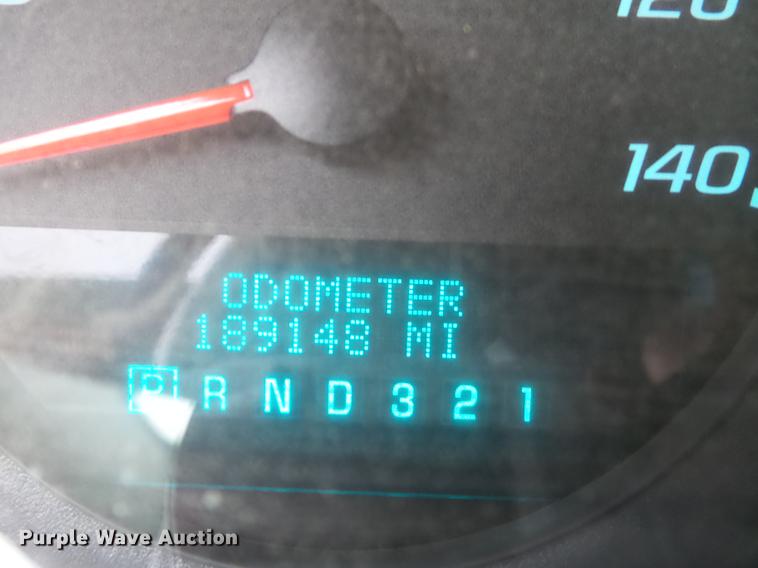 120
140
ODOMETER
189148 MI
P R N D 3 2 1
Purple Wave Auction